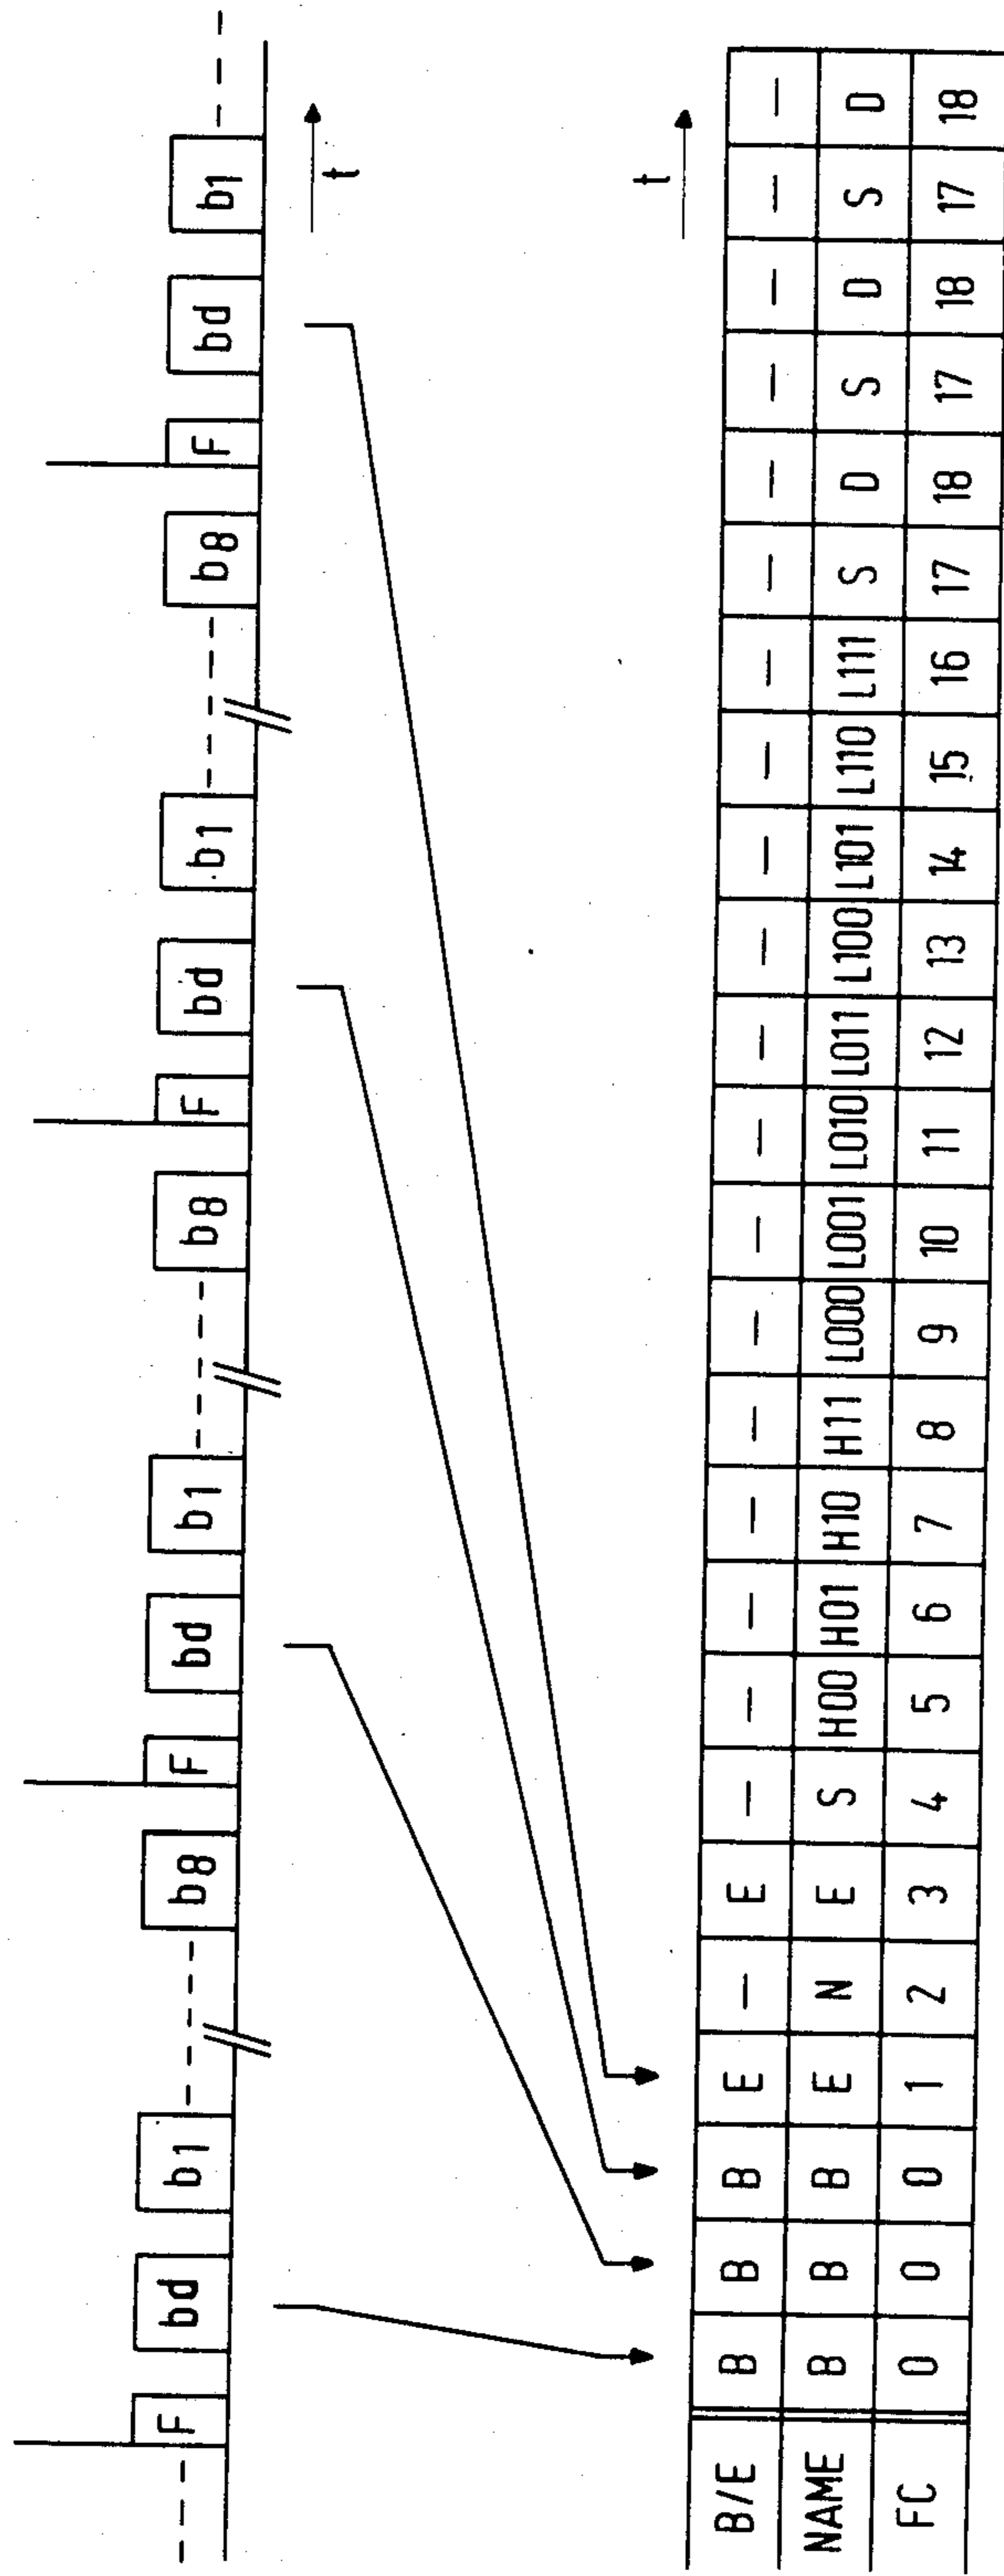 F bd b1 b8 F bd b1 b8 F bd b1 b8 F bd b1
t
t
B/E B B B E — E — — — — — — — — — — — — — — — — — — —
NAME B B B E N E S H00 H01 H10 H11 L000 L001 L010 L011 L100 L101 L110 L111 S D S D S D
FC 0 0 0 1 2 3 4 5 6 7 8 9 10 11 12 13 14 15 16 17 18 17 18 17 18